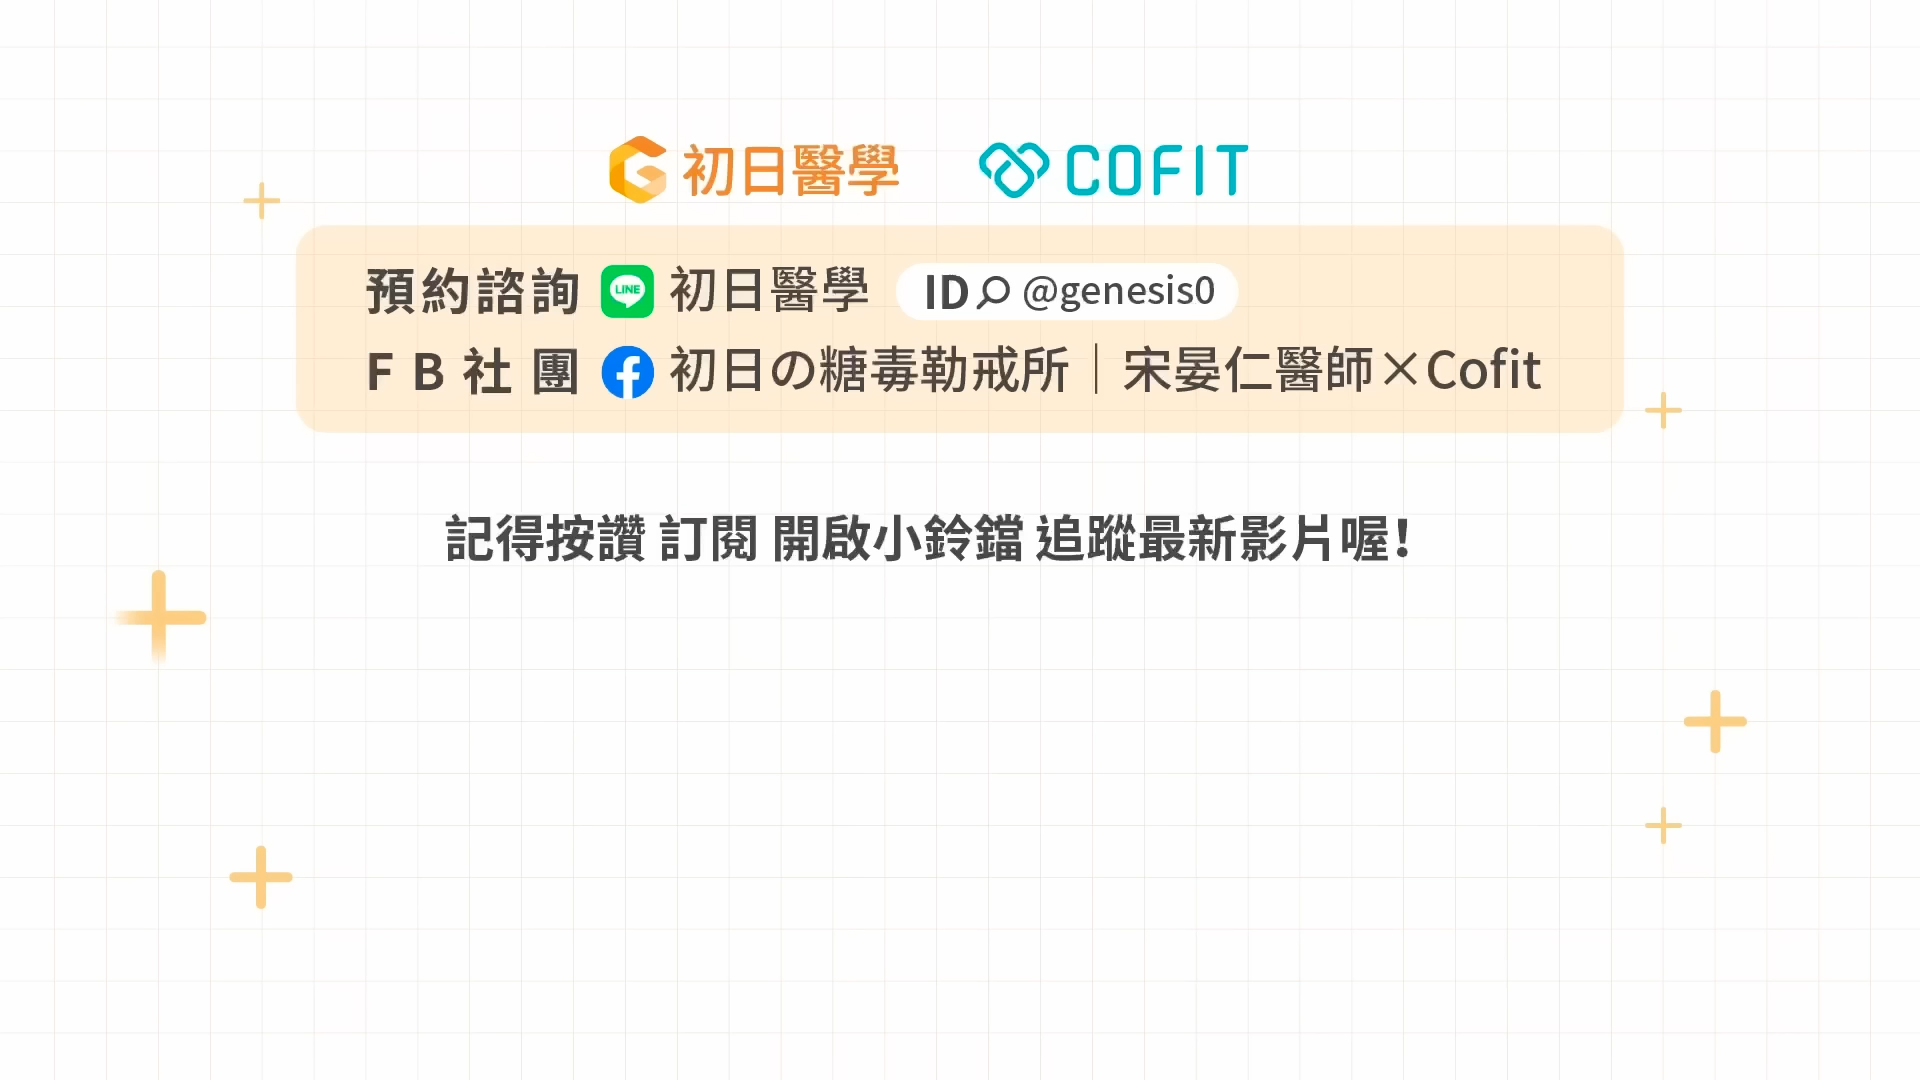 初日醫學 COFIT
預約諮詢 LINE 初日醫學 ID @genesis0
FB社團 初日の糖毒勒戒所｜宋晏仁醫師×Cofit
記得按讚 訂閱 開啟小鈴鐺 追蹤最新影片喔！